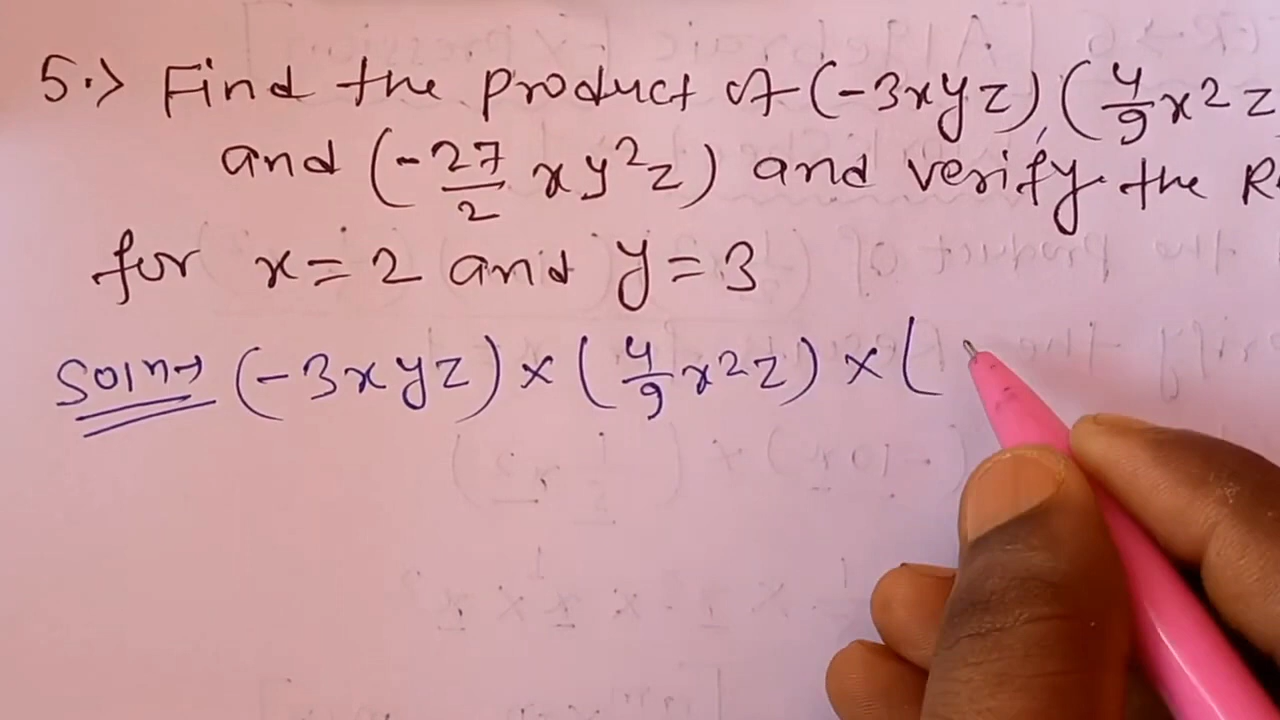 5.> Find the product of (-3xyz), (4/9 x²z
and (-27/2 xy²z) and verify the R
for x=2 and y=3
Soln→ (-3xyz) × (4/9 x²z) × (